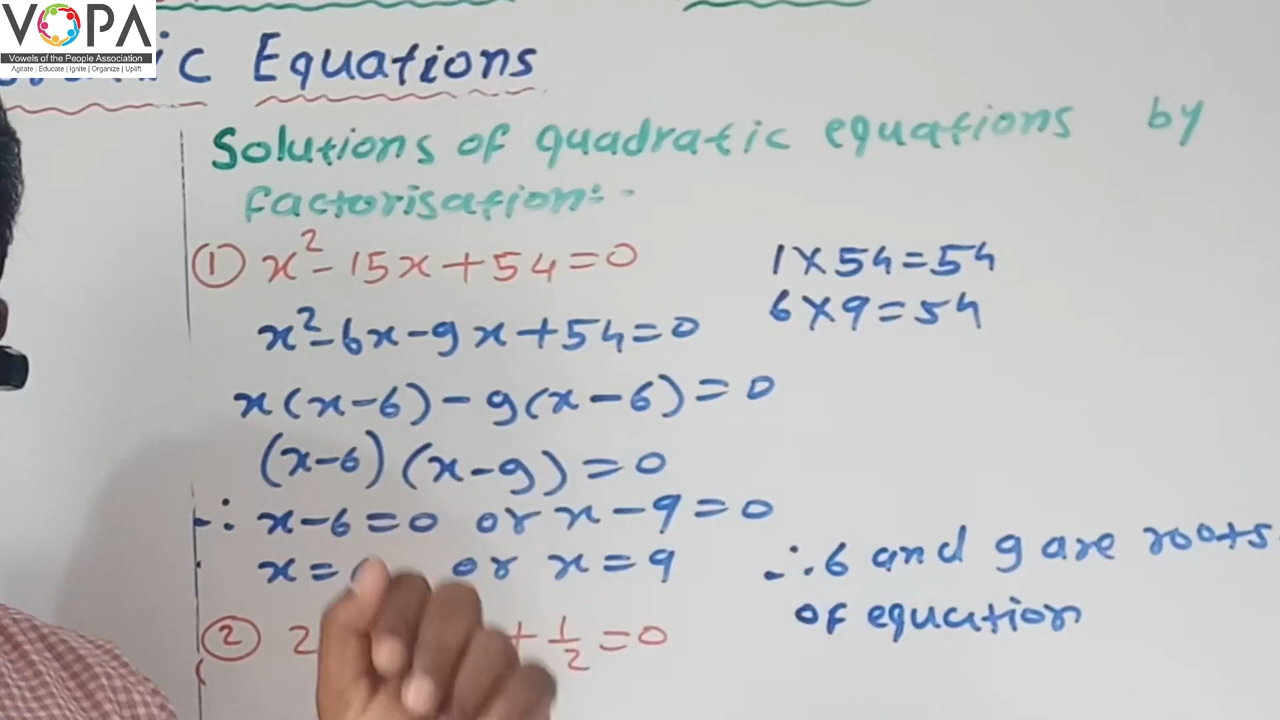 VOPA
Vowels of the People Association
Agitate | Educate | Ignite | Organize | Uplift
Equations
Solutions of quadratic equations by
factorisation:-
① x² - 15x + 54 = 0
1 × 54 = 54
x² - 6x - 9x + 54 = 0
6 × 9 = 54
x(x-6) - 9(x-6) = 0
(x-6) (x-9) = 0
∴ x-6 = 0 or x-9 = 0
x = or x = 9
∴ 6 and 9 are roots
of equation
② 2 + 1/2 = 0